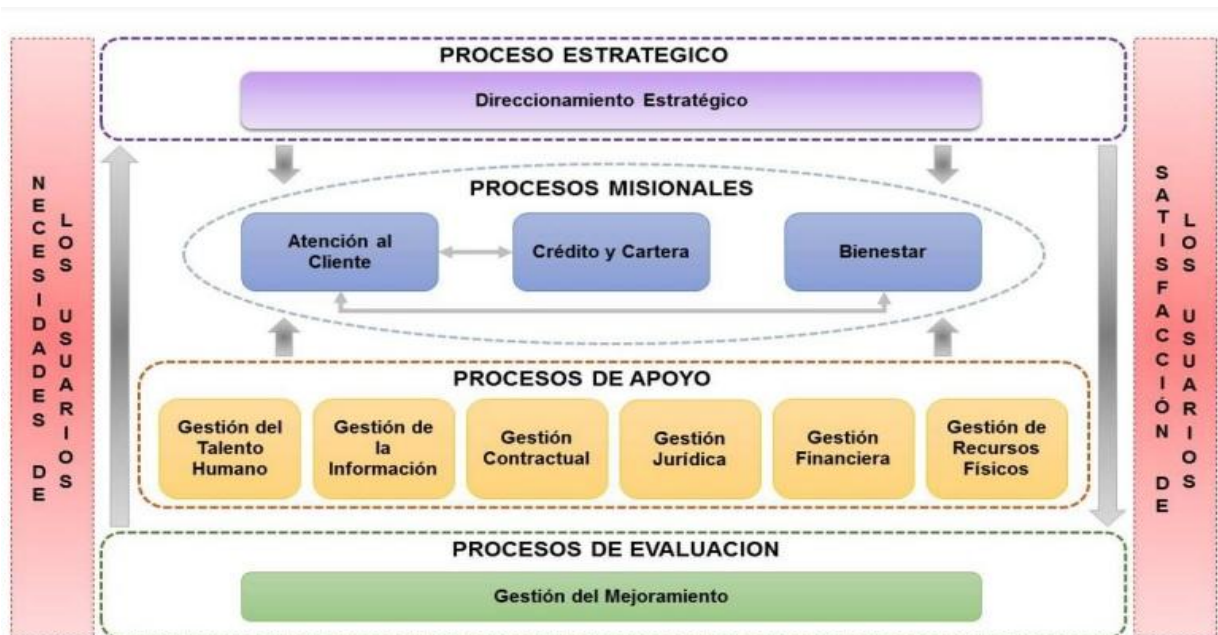 PROCESO ESTRATEGICO
Direccionamiento Estratégico
NECESIDADES DE
LOS USUARIOS
PROCESOS MISIONALES
Atención al
Cliente
Crédito y Cartera
Bienestar
PROCESOS DE APOYO
Gestión del
Talento
Humano
Gestión de
la
Información
Gestión
Contractual
Gestión
Jurídica
Gestión
Financiera
Gestión de
Recursos
Físicos
PROCESOS DE EVALUACION
Gestión del Mejoramiento
SATISFACCIÓN DE
LOS USUARIOS